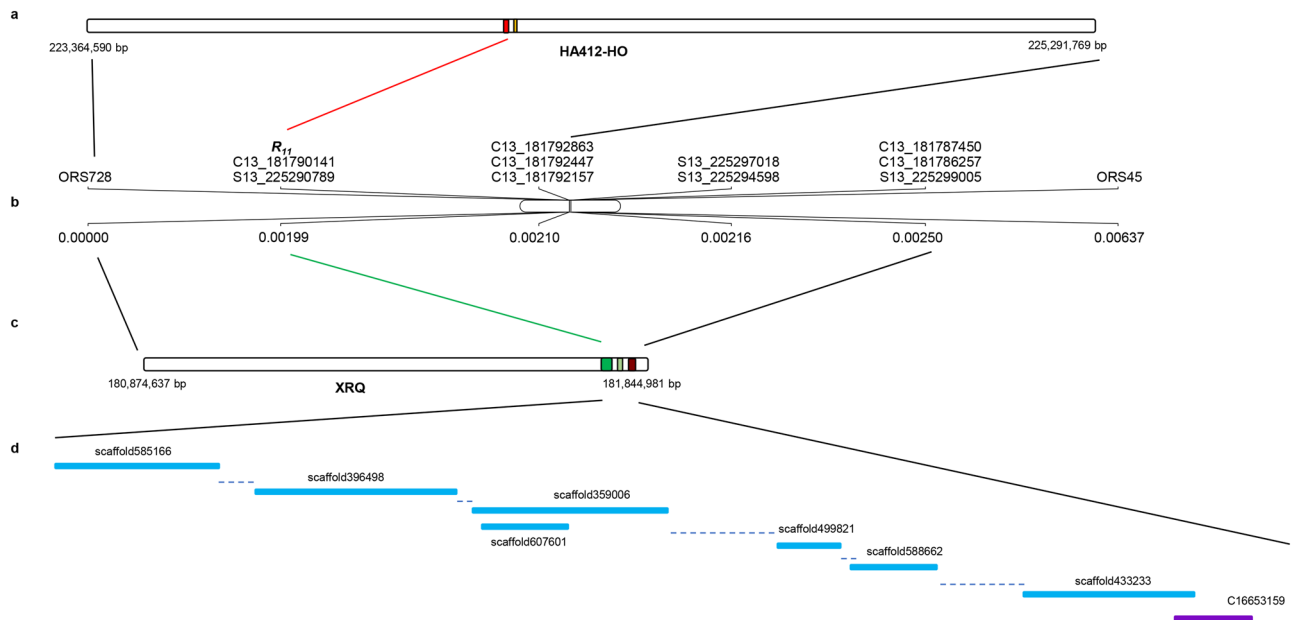 a
223,364,590 bp
HA412-HO
225,291,769 bp
R11
C13_181790141
S13_225290789
C13_181792863
C13_181792447
C13_181792157
S13_225297018
S13_225294598
C13_181787450
C13_181786257
S13_225299005
ORS728
ORS45
b
0.00000
0.00199
0.00210
0.00216
0.00250
0.00637
c
180,874,637 bp
XRQ
181,844,981 bp
d
scaffold585166
scaffold396498
scaffold359006
scaffold607601
scaffold499821
scaffold588662
scaffold433233
C16653159